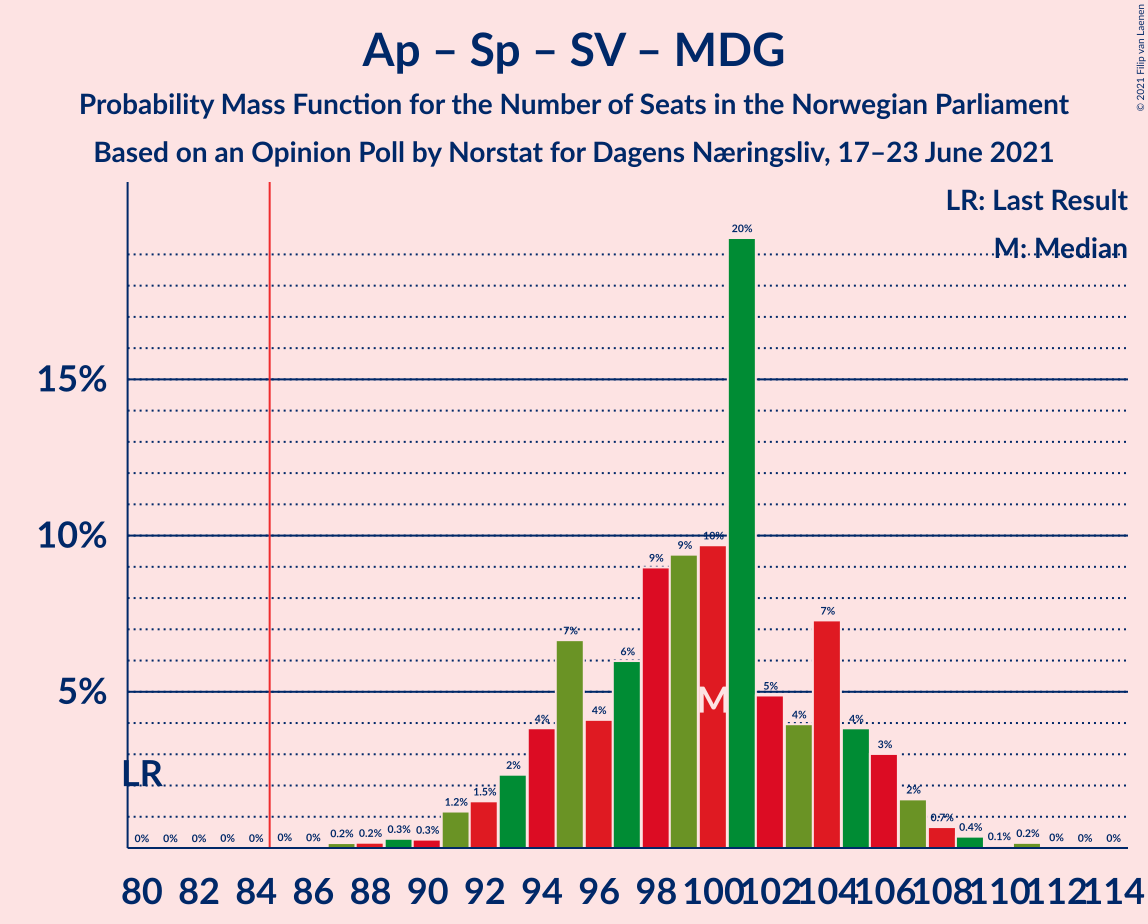 Ap – Sp – SV – MDG
Probability Mass Function for the Number of Seats in the Norwegian Parliament
Based on an Opinion Poll by Norstat for Dagens Næringsliv, 17–23 June 2021
© 2021 Filip van Laenen
LR: Last Result
M: Median
15%
10%
5%
LR
M
0% 0% 0% 0% 0% 0% 0% 0.2% 0.2% 0.3% 0.3% 1.2% 1.5% 2% 4% 7% 4% 6% 9% 9% 10% 20% 5% 4% 7% 4% 3% 2% 0.7% 0.4% 0.1% 0.2% 0% 0% 0%
80 82 84 86 88 90 92 94 96 98 100 102 104 106 108 110 112 114